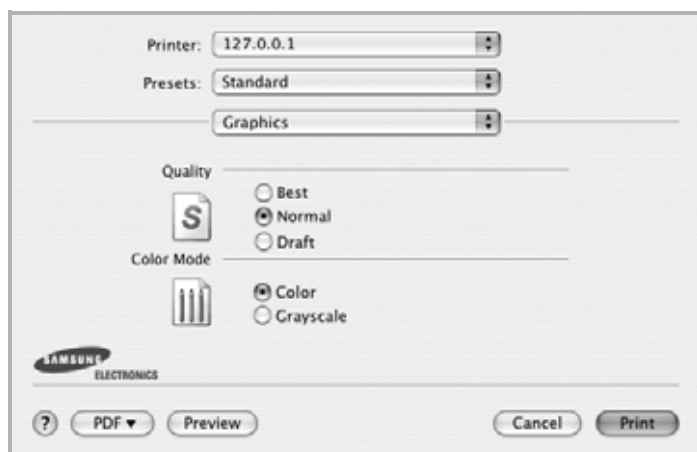 Printer: 127.0.0.1
Presets: Standard
Graphics
Quality
S
Best
Normal
Draft
Color Mode
Color
Grayscale
SAMSUNG
ELECTRONICS
? PDF Preview Cancel Print